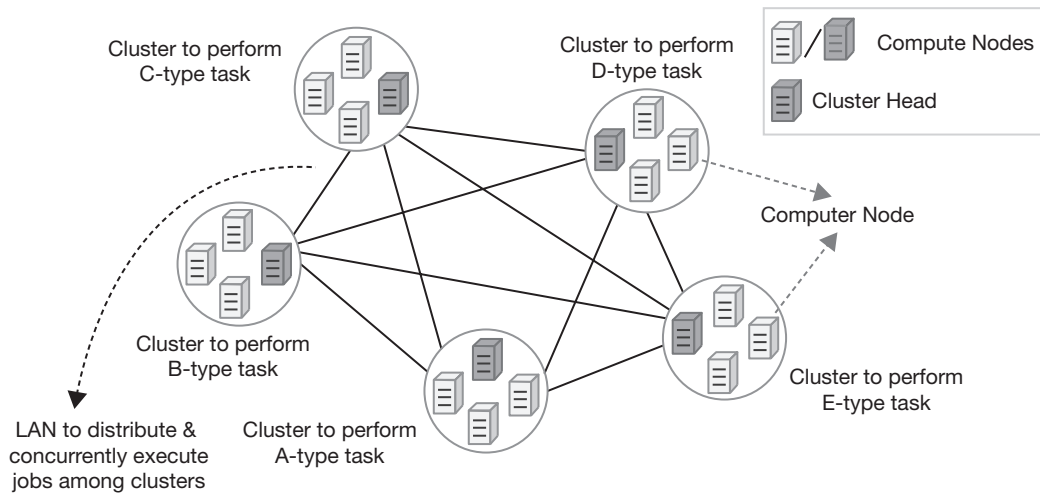 Cluster to perform
C-type task
Cluster to perform
D-type task
Compute Nodes
Cluster Head
Computer Node
Cluster to perform
B-type task
Cluster to perform
E-type task
LAN to distribute &
concurrently execute
jobs among clusters
Cluster to perform
A-type task